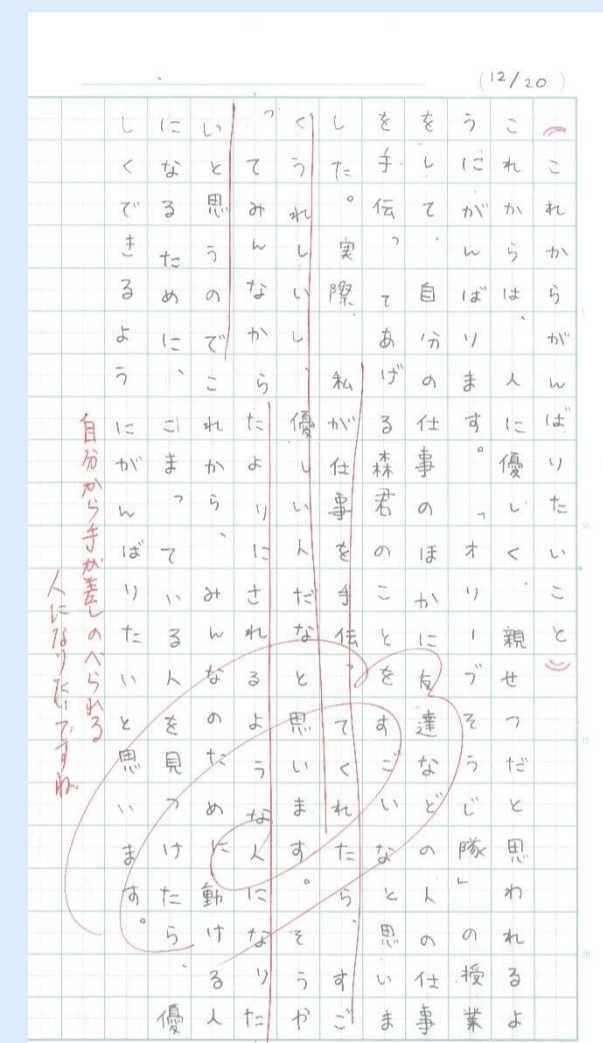 (12/20)
(これからがんばりたいこと)
これからは、人に優しく、親せつだと思われるよ
うにがんばります。「オリーブそうじ隊」の授業
をして、自分の仕事のほかに友達などの人の仕事
を手伝ってあげる森君のことをすごいなと思いま
した。実際、私が仕事を手伝ってくれたら、すご
くうれしいし、優しい人だなと思います。そうや
ってみんなからたよりにされるような人になりた
いと思うのでこれから、みんなのために動ける人
になるために、こまっている人を見つけたら、優
しくできるようにがんばりたいと思います。
自分から手が差しのべられる
人になりたいですね